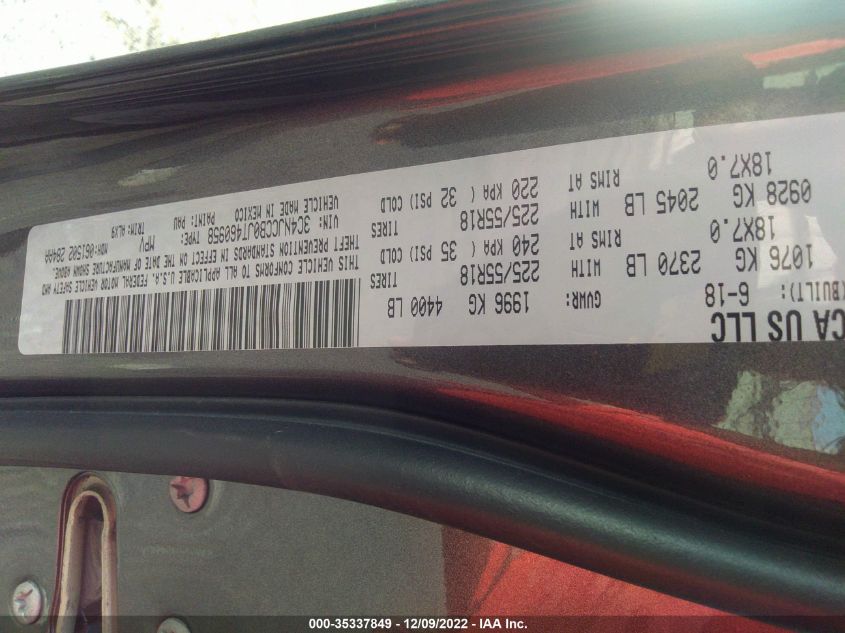 CA US LLC
(BUILT): 6-18 GVWR: 1996 KG 4400 LB
1076 KG 2370 LB WITH TIRES 225/55R18
18X7.0 RIMS AT 240 KPA ( 35 PSI) COLD
0928 KG 2045 LB WITH TIRES 225/55R18
18X7.0 RIMS AT 220 KPA ( 32 PSI) COLD
THIS VEHICLE CONFORMS TO ALL APPLICABLE U.S.A. FEDERAL MOTOR VEHICLE SAFETY AND
THEFT PREVENTION STANDARDS IN EFFECT ON THE DATE OF MANUFACTURE SHOWN ABOVE.
MDH:061502 284AA
VIN: 3C4NJCCB0JT460958 TYPE: MPV
VEHICLE MADE IN MEXICO PAINT: PAU TRIM: ALX9
000-35337849 - 12/09/2022 - IAA Inc.